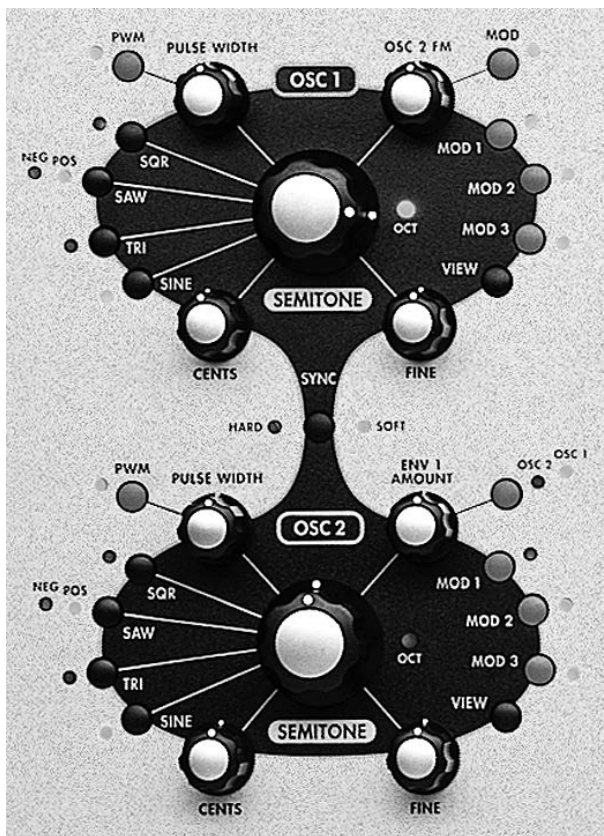 PWM
PULSE WIDTH
OSC 2 FM
MOD
OSC 1
SQR
MOD 1
NEG POS
SAW
MOD 2
OCT
TRI
MOD 3
SINE
VIEW
SEMITONE
CENTS
SYNC
FINE
HARD
SOFT
PWM
PULSE WIDTH
ENV 1
AMOUNT
OSC 2 OSC 1
OSC 2
SQR
MOD 1
NEG POS
SAW
MOD 2
OCT
TRI
MOD 3
SINE
VIEW
SEMITONE
CENTS
FINE